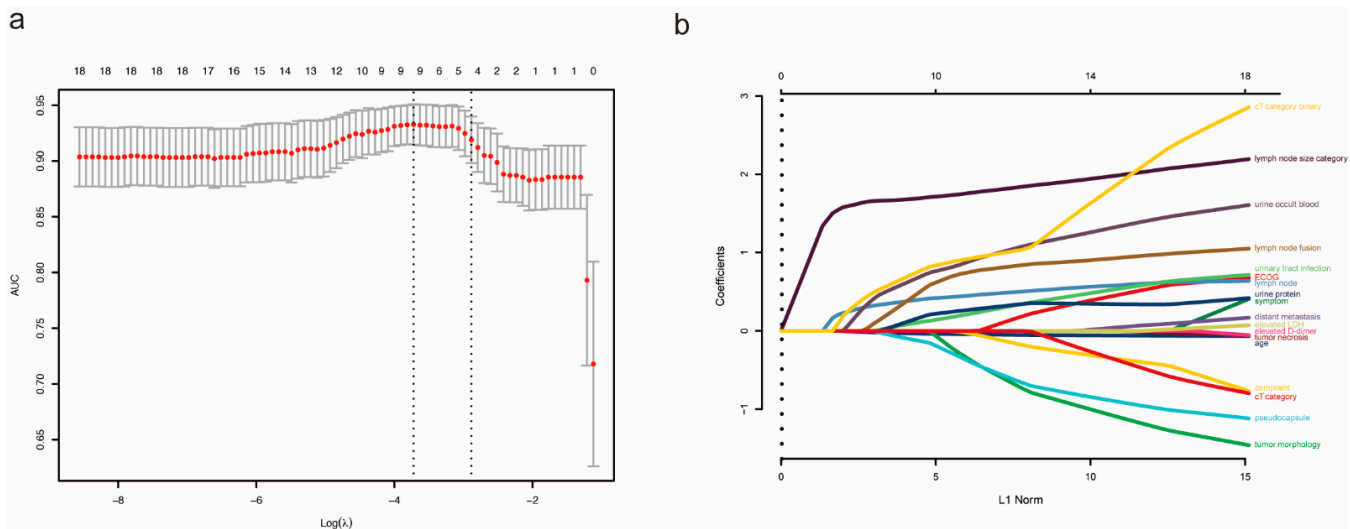 a
18 18 18 18 18 17 16 15 14 13 12 10 9 9 9 6 5 4 2 2 1 1 1 0
0.95
0.90
0.85
0.80
0.75
0.70
0.65
AUC
-8 -6 -4 -2
Log(λ)
b
0 10 14 18
3
2
1
0
-1
Coefficients
cT category binary
lymph node size category
urine occult blood
lymph node fusion
urinary tract infection
ECOG
lymph node
urine protein
symptom
distant metastasis
elevated LDH
elevated D-dimer
tumor necrosis
age
complaint
cT category
pseudocapsule
tumor morphology
0 5 10 15
L1 Norm